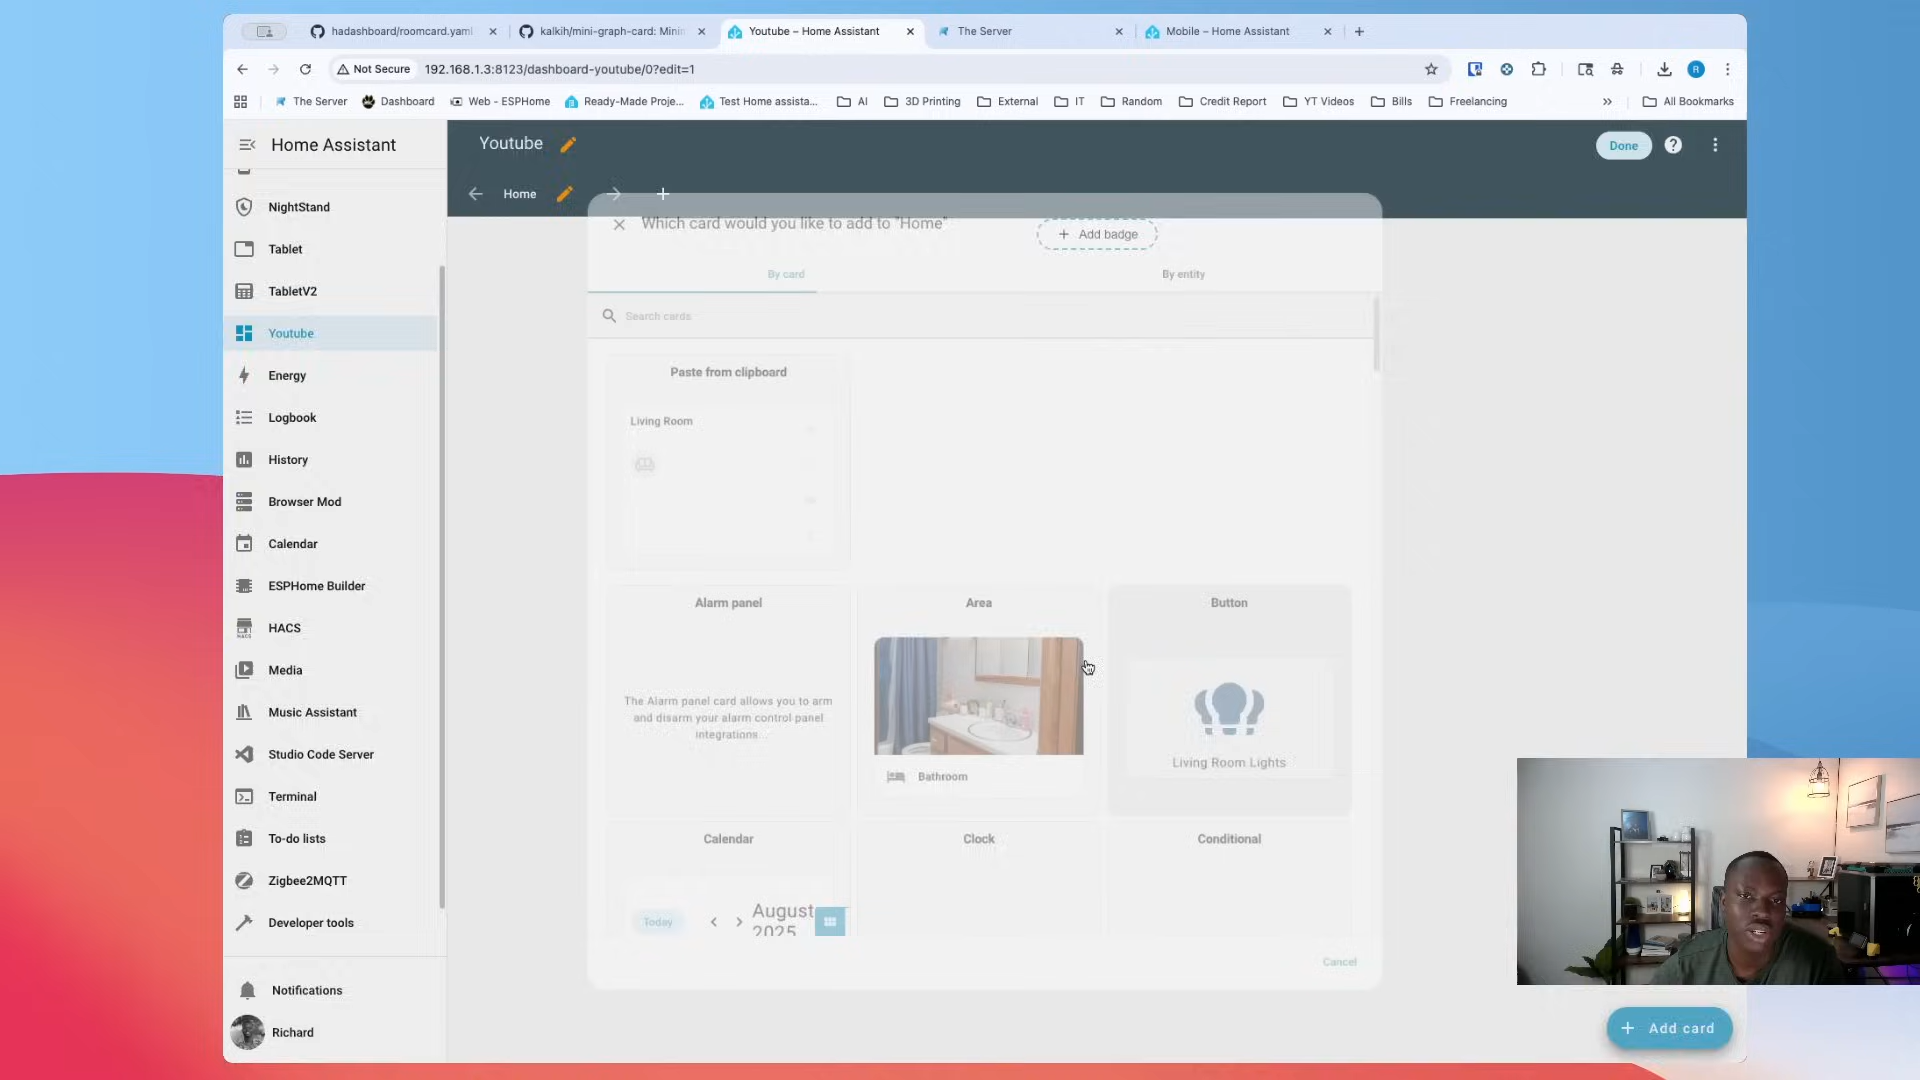 hadashboard/roomcard.yaml
kalkih/mini-graph-card: Minim
Youtube – Home Assistant
The Server
Mobile – Home Assistant
Not Secure
192.168.1.3:8123/dashboard-youtube/0?edit=1
R
The Server
Dashboard
Web - ESPHome
Ready-Made Proje...
Test Home assista...
AI
3D Printing
External
IT
Random
Credit Report
YT Videos
Bills
Freelancing
All Bookmarks
Home Assistant
Youtube
Done
Home
NightStand
Tablet
TabletV2
Youtube
Energy
Logbook
History
Browser Mod
Calendar
ESPHome Builder
HACS
HACS
Media
Music Assistant
Studio Code Server
Terminal
To-do lists
Zigbee2MQTT
Developer tools
Notifications
Richard
Which card would you like to add to "Home"
Add badge
By card
By entity
Search cards
Paste from clipboard
Living Room
Alarm panel
The Alarm panel card allows you to arm
and disarm your alarm control panel
integrations...
Area
Bathroom
Button
Living Room Lights
Calendar
Today
August
2025
Clock
Conditional
Cancel
Add card